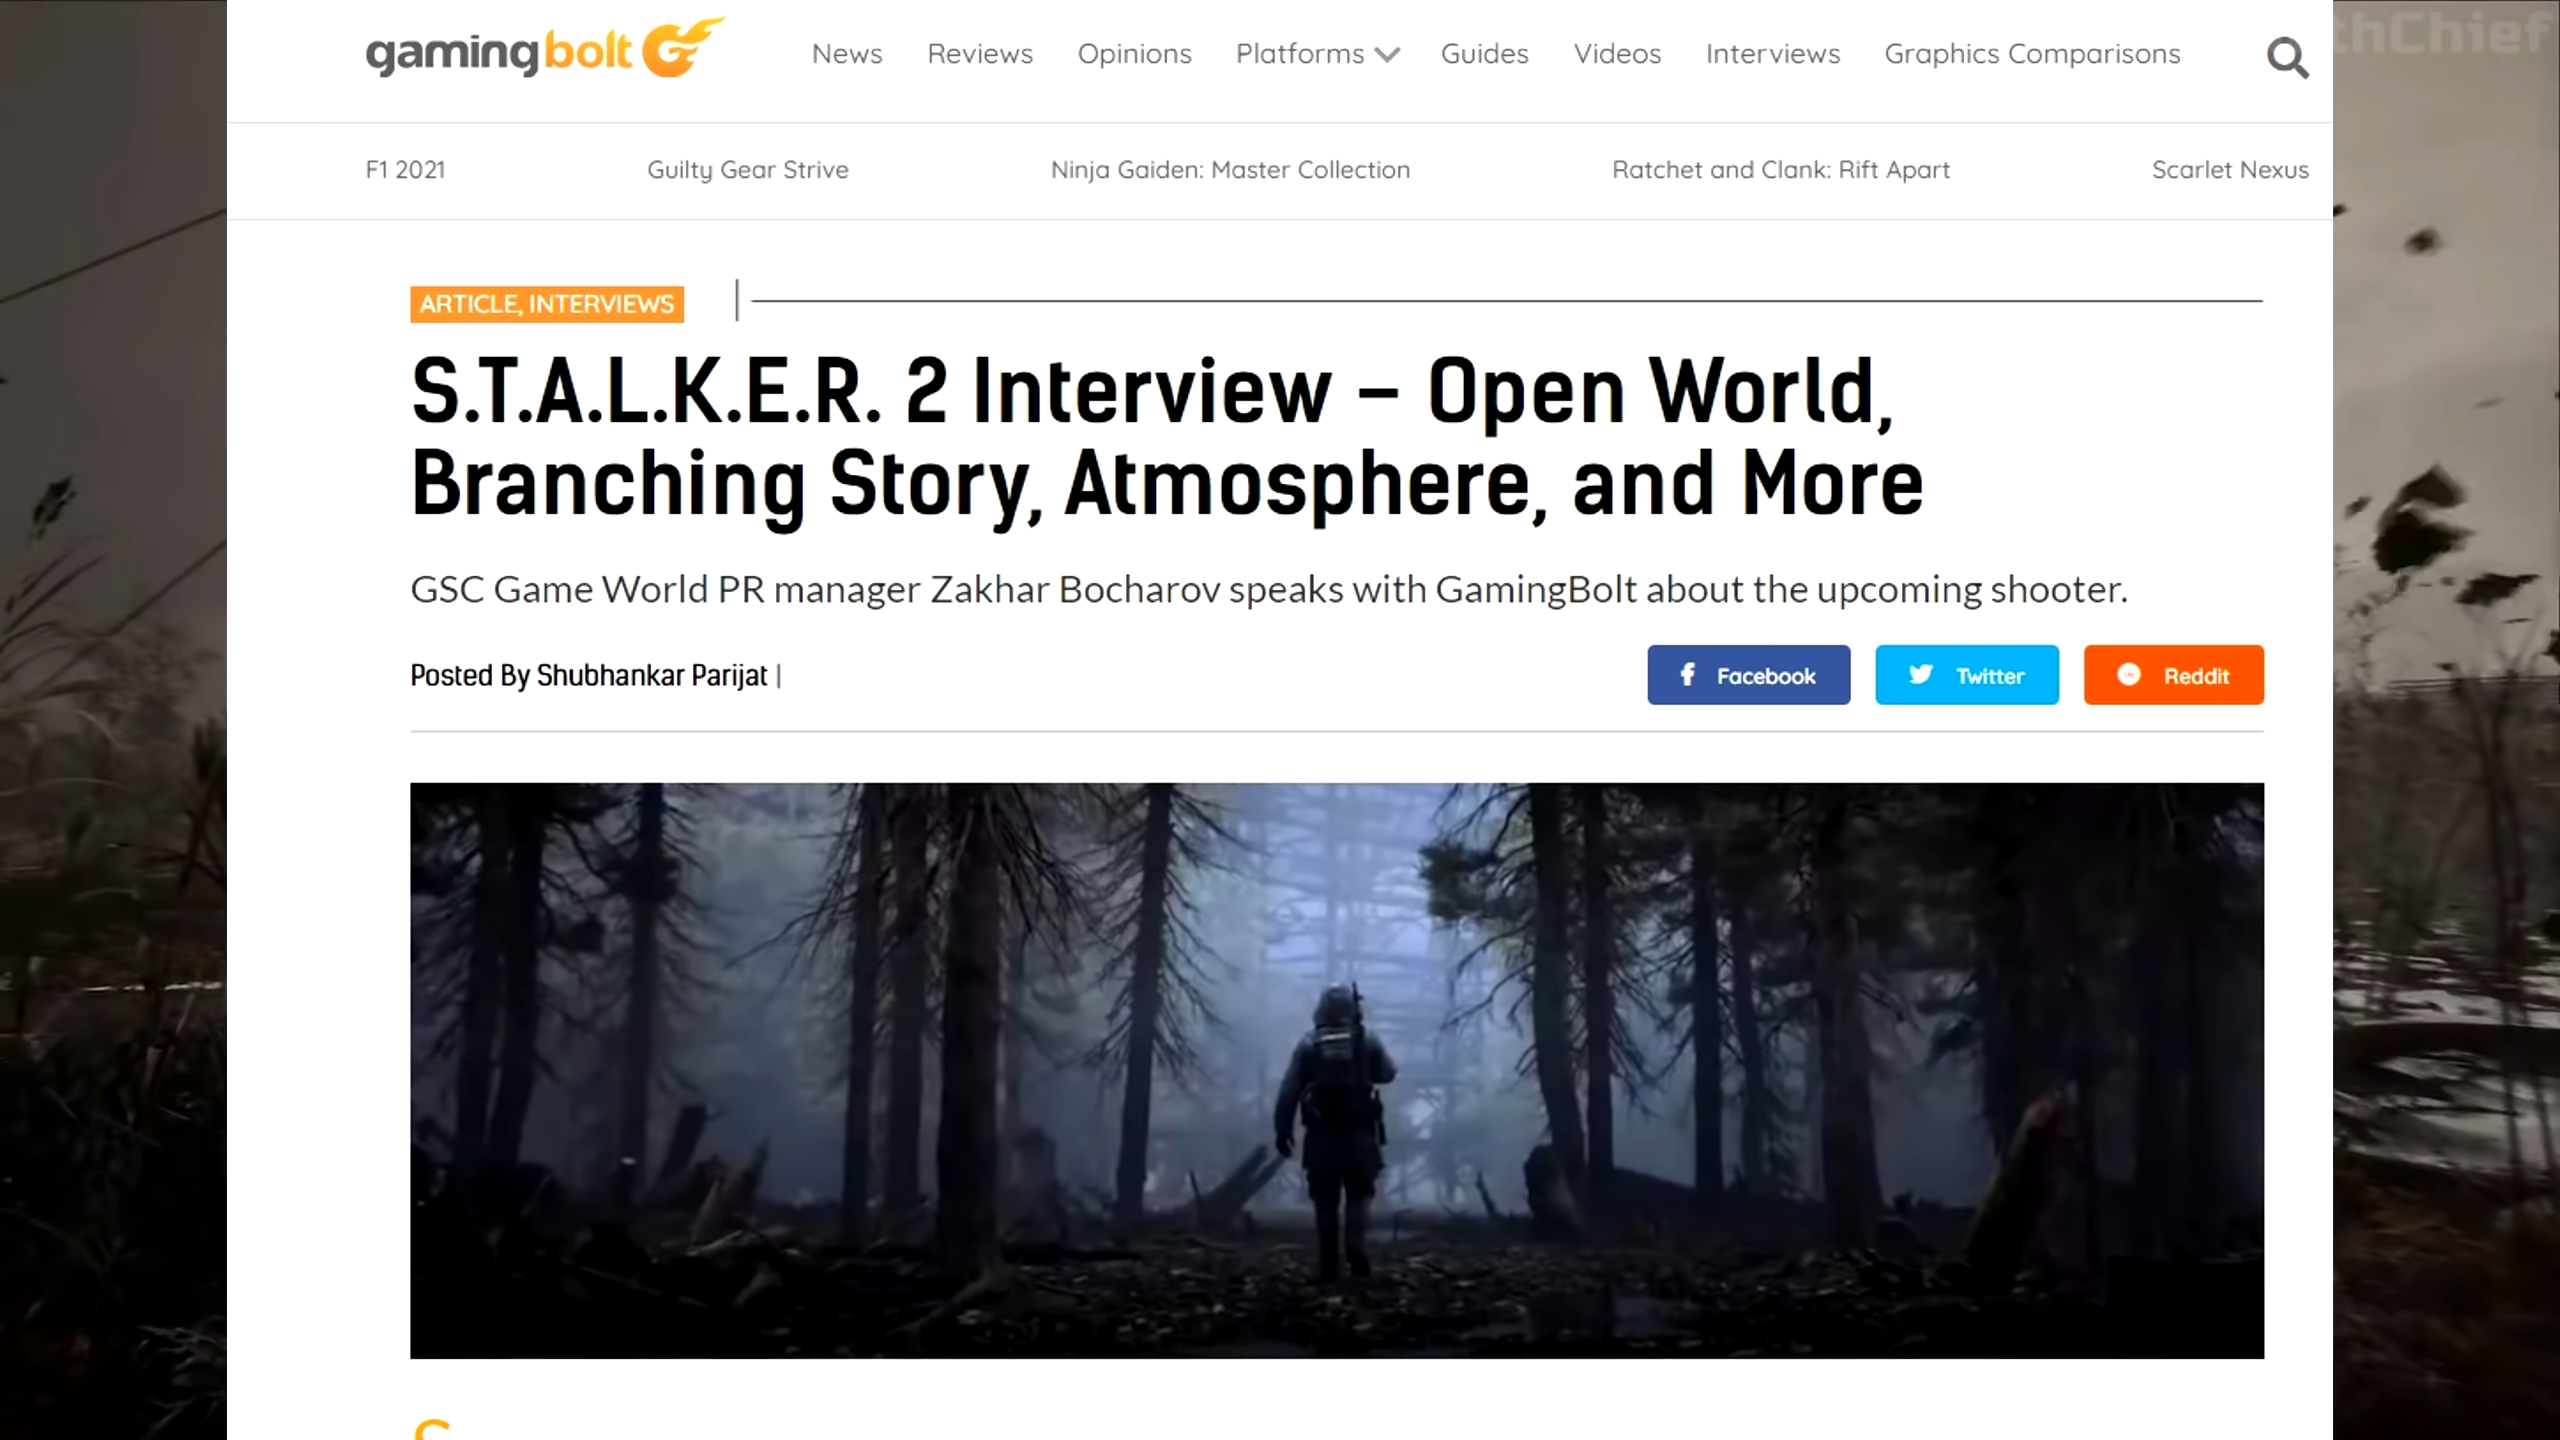 gamingbolt
News Reviews Opinions Platforms Guides Videos Interviews Graphics Comparisons
thChief
F1 2021 Guilty Gear Strive Ninja Gaiden: Master Collection Ratchet and Clank: Rift Apart Scarlet Nexus
ARTICLE, INTERVIEWS
S.T.A.L.K.E.R. 2 Interview – Open World,
Branching Story, Atmosphere, and More
GSC Game World PR manager Zakhar Bocharov speaks with GamingBolt about the upcoming shooter.
Posted By Shubhankar Parijat |
Facebook Twitter Reddit